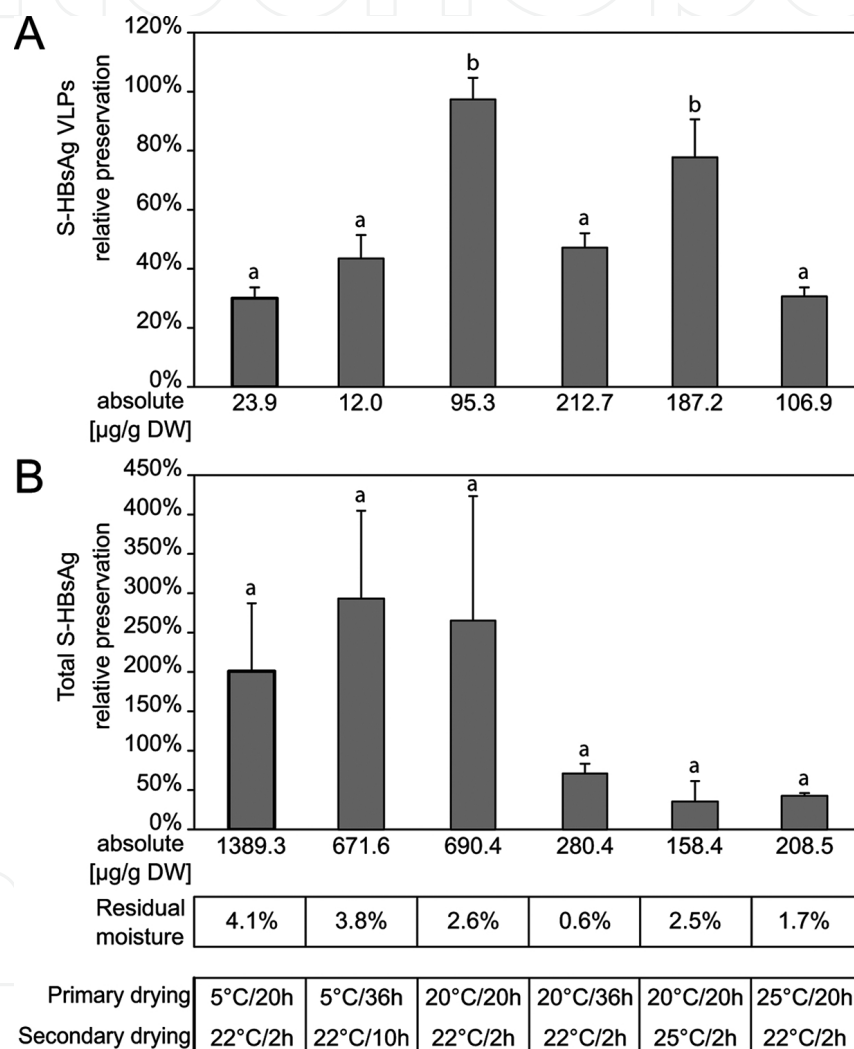 A
S-HBsAg VLPs
relative preservation
120%
100%
80%
60%
40%
20%
0%
a
a
b
a
b
a
absolute
[µg/g DW]
23.9 12.0 95.3 212.7 187.2 106.9
B
Total S-HBsAg
relative preservation
450%
400%
350%
300%
250%
200%
150%
100%
50%
0%
a
a
a
a
a
a
absolute
[µg/g DW]
1389.3 671.6 690.4 280.4 158.4 208.5
Residual
moisture
4.1% 3.8% 2.6% 0.6% 2.5% 1.7%
Primary drying 5°C/20h 5°C/36h 20°C/20h 20°C/36h 20°C/20h 25°C/20h
Secondary drying 22°C/2h 22°C/10h 22°C/2h 22°C/2h 25°C/2h 22°C/2h